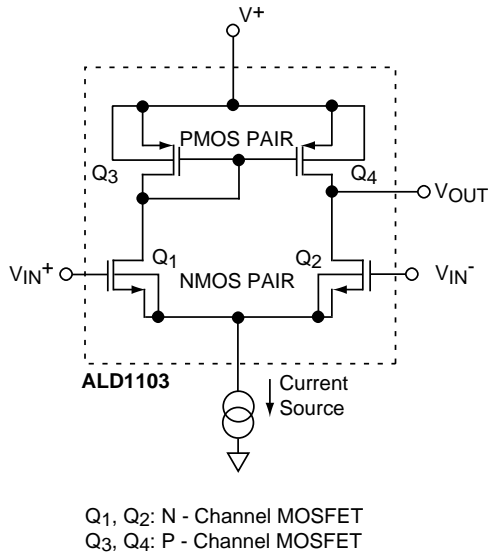 V+
PMOS PAIR
Q3
Q4
VOUT
VIN+
Q1
NMOS PAIR
Q2
VIN-
ALD1103
Current
Source
Q1, Q2: N - Channel MOSFET
Q3, Q4: P - Channel MOSFET